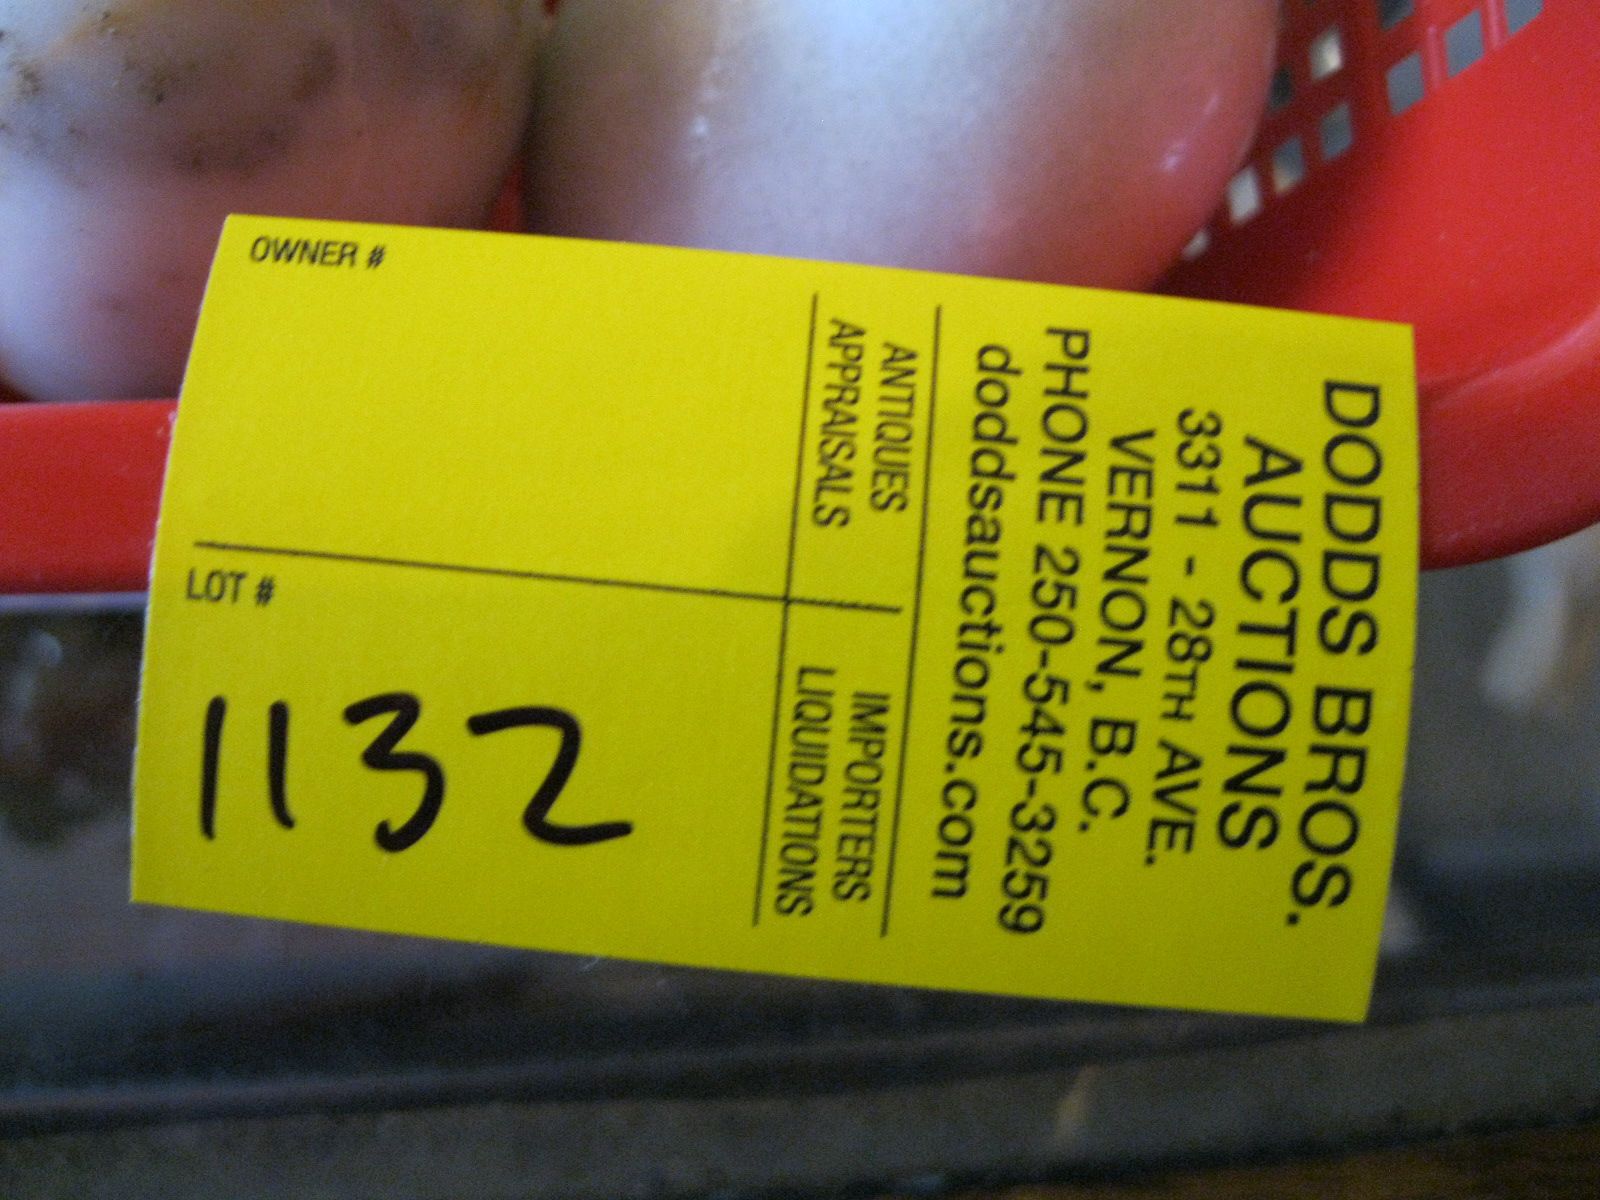 DODDS BROS.
AUCTIONS
3311 - 28TH AVE.
VERNON, B.C.
PHONE 250-545-3259
doddsauctions.com
ANTIQUES
APPRAISALS
IMPORTERS
LIQUIDATIONS
OWNER #
LOT #
1132